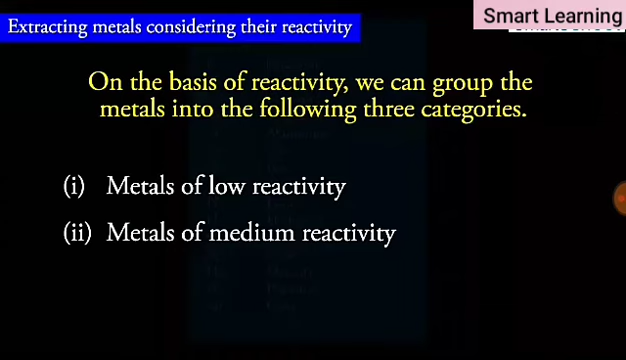 Smart Learning
Extracting metals considering their reactivity
On the basis of reactivity, we can group the
metals into the following three categories.
(i) Metals of low reactivity
(ii) Metals of medium reactivity